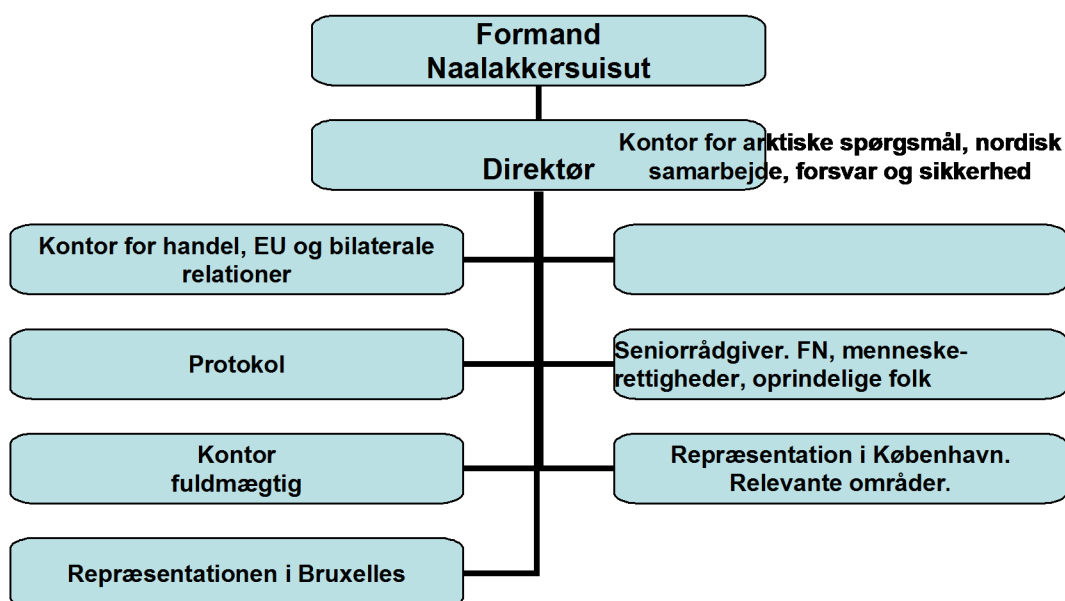 Formand
Naalakkersuisut
Direktør
Kontor for arktiske spørgsmål, nordisk
samarbejde, forsvar og sikkerhed
Kontor for handel, EU og bilaterale
relationer
Protokol
Seniorrådgiver. FN, menneske-
rettigheder, oprindelige folk
Kontor
fuldmægtig
Repræsentation i København.
Relevante områder.
Repræsentationen i Bruxelles